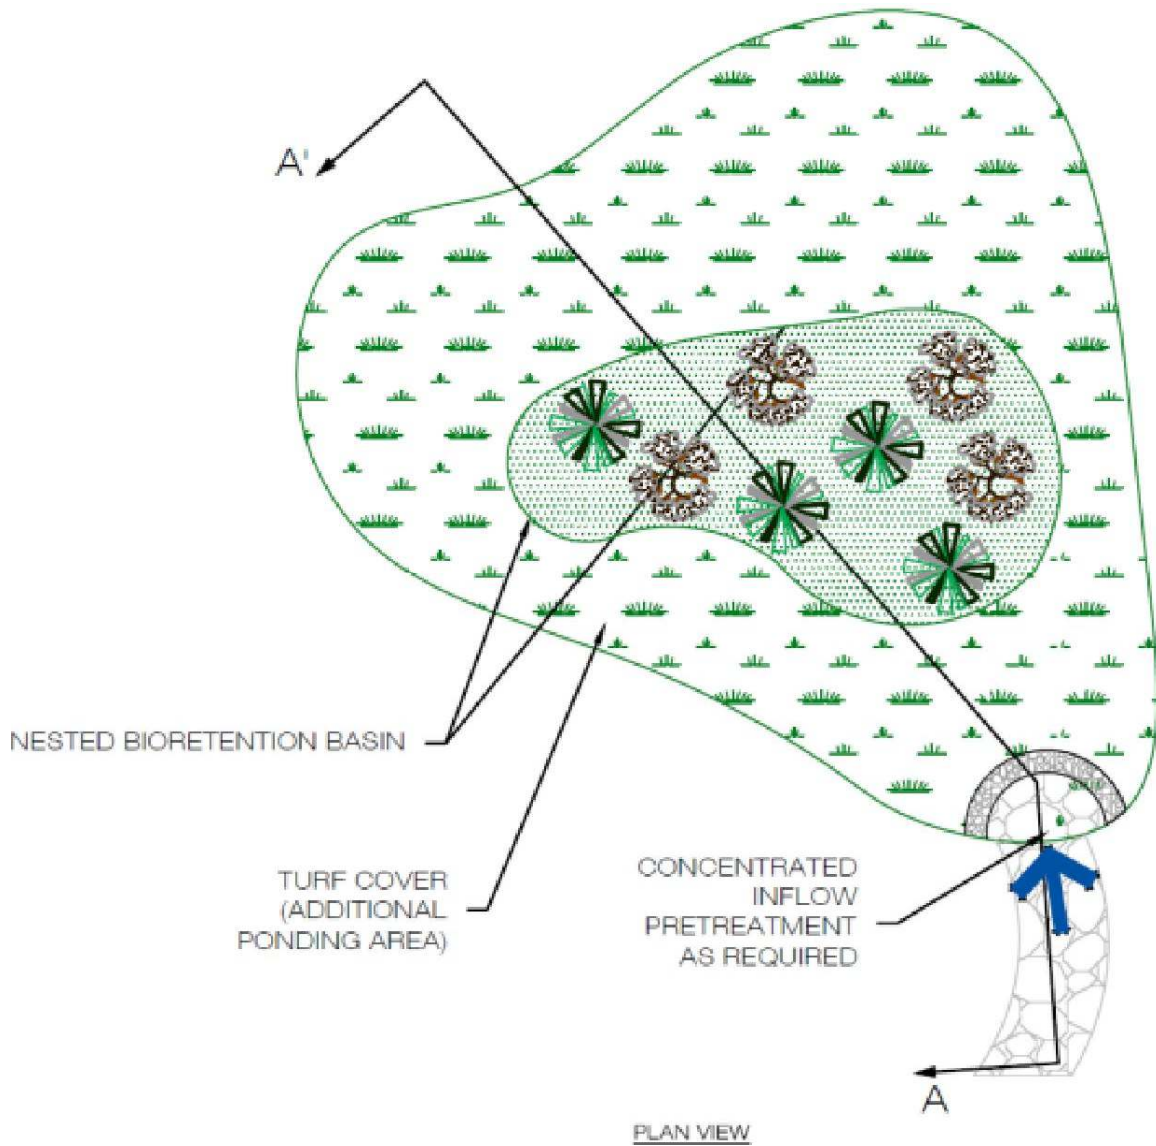 A'
NESTED BIORETENTION BASIN
TURF COVER
(ADDITIONAL
PONDING AREA)
CONCENTRATED
INFLOW
PRETREATMENT
AS REQUIRED
A
PLAN VIEW